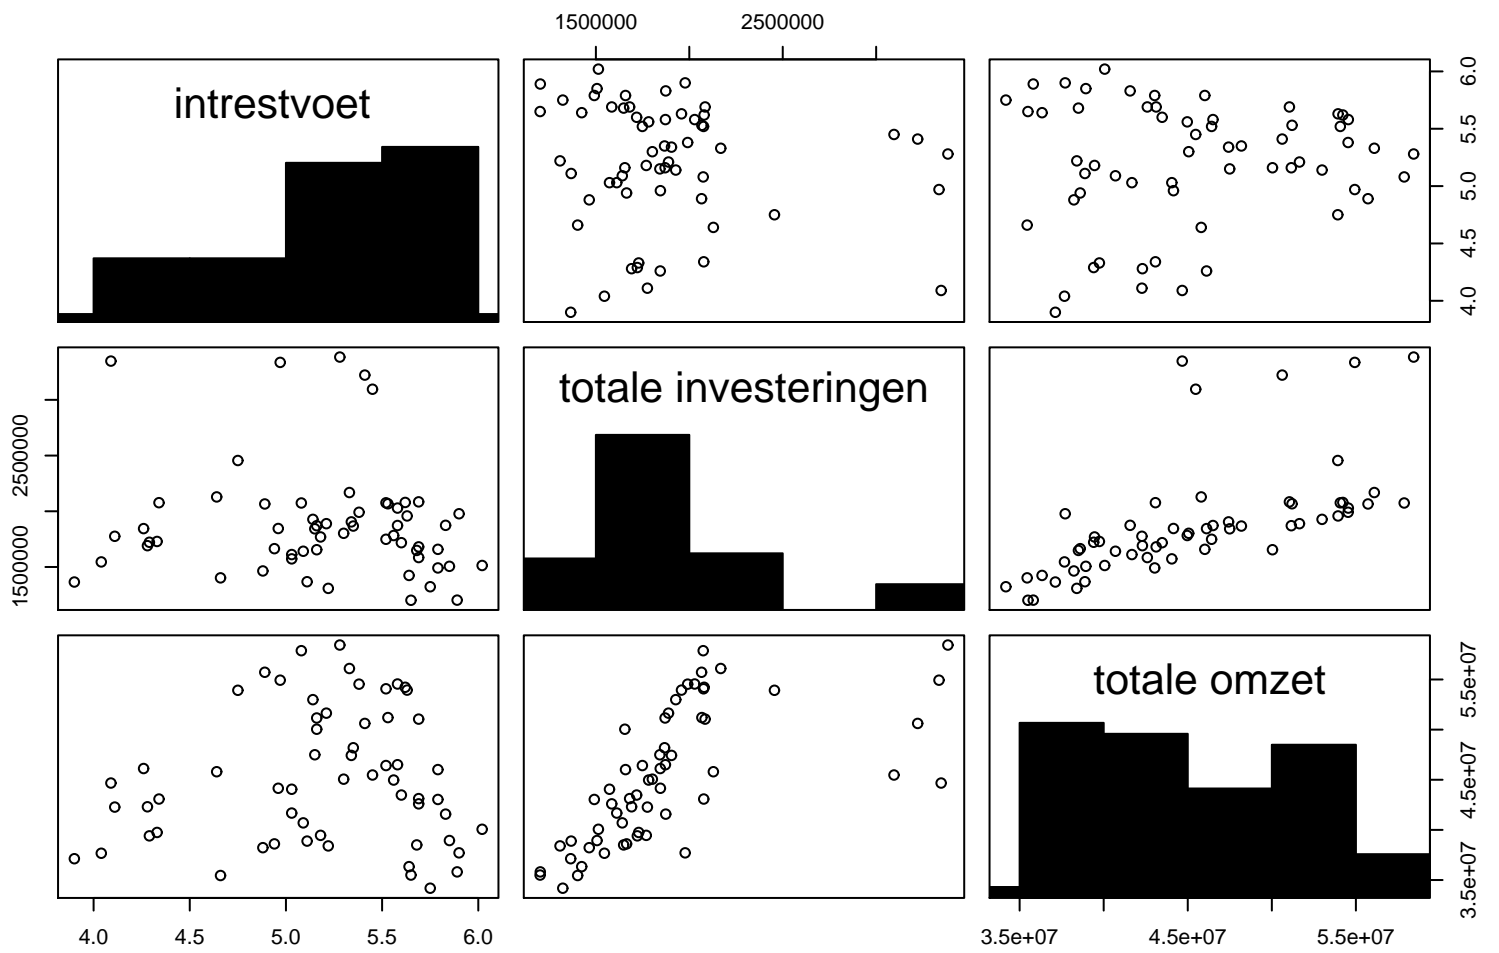 1500000 2500000
intrestvoet
4.0 4.5 5.0 5.5 6.0
totale investeringen
1500000 2500000
totale omzet
3.5e+07 4.5e+07 5.5e+07
4.0 4.5 5.0 5.5 6.0
3.5e+07 4.5e+07 5.5e+07